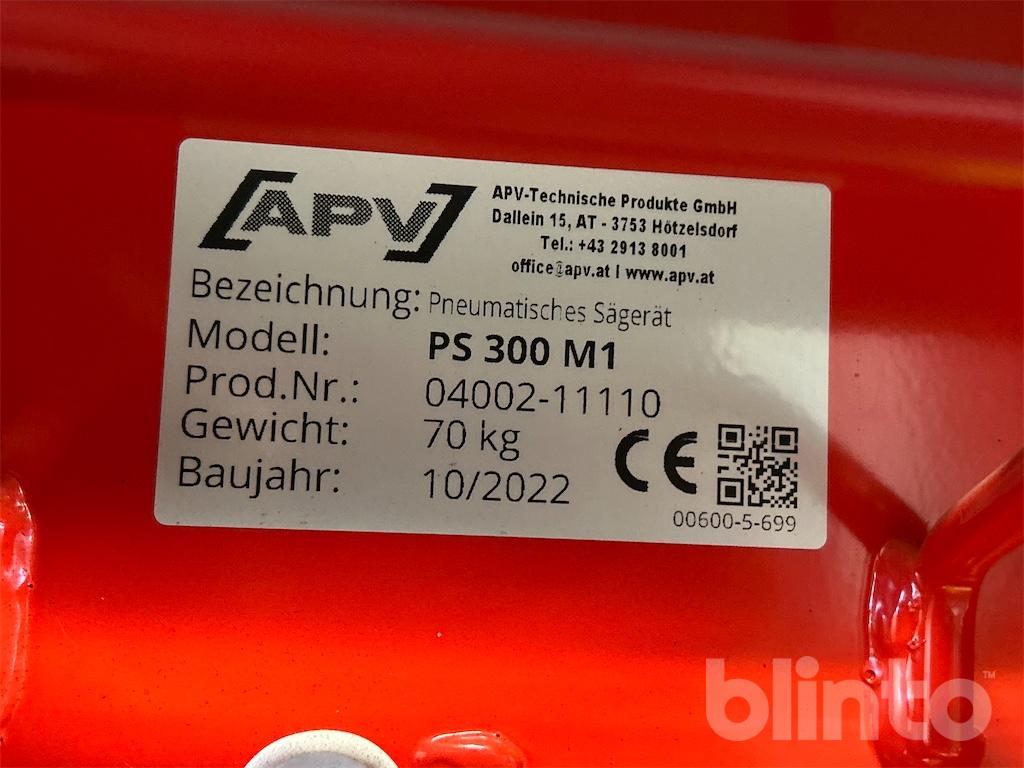 [APV]
APV-Technische Produkte GmbH
Dallein 15, AT - 3753 Hötzelsdorf
Tel.: +43 2913 8001
office@apv.at I www.apv.at
Bezeichnung: Pneumatisches Sägerät
Modell: PS 300 M1
Prod.Nr.: 04002-11110
Gewicht: 70 kg
Baujahr: 10/2022
CE
00600-5-699
blinto™